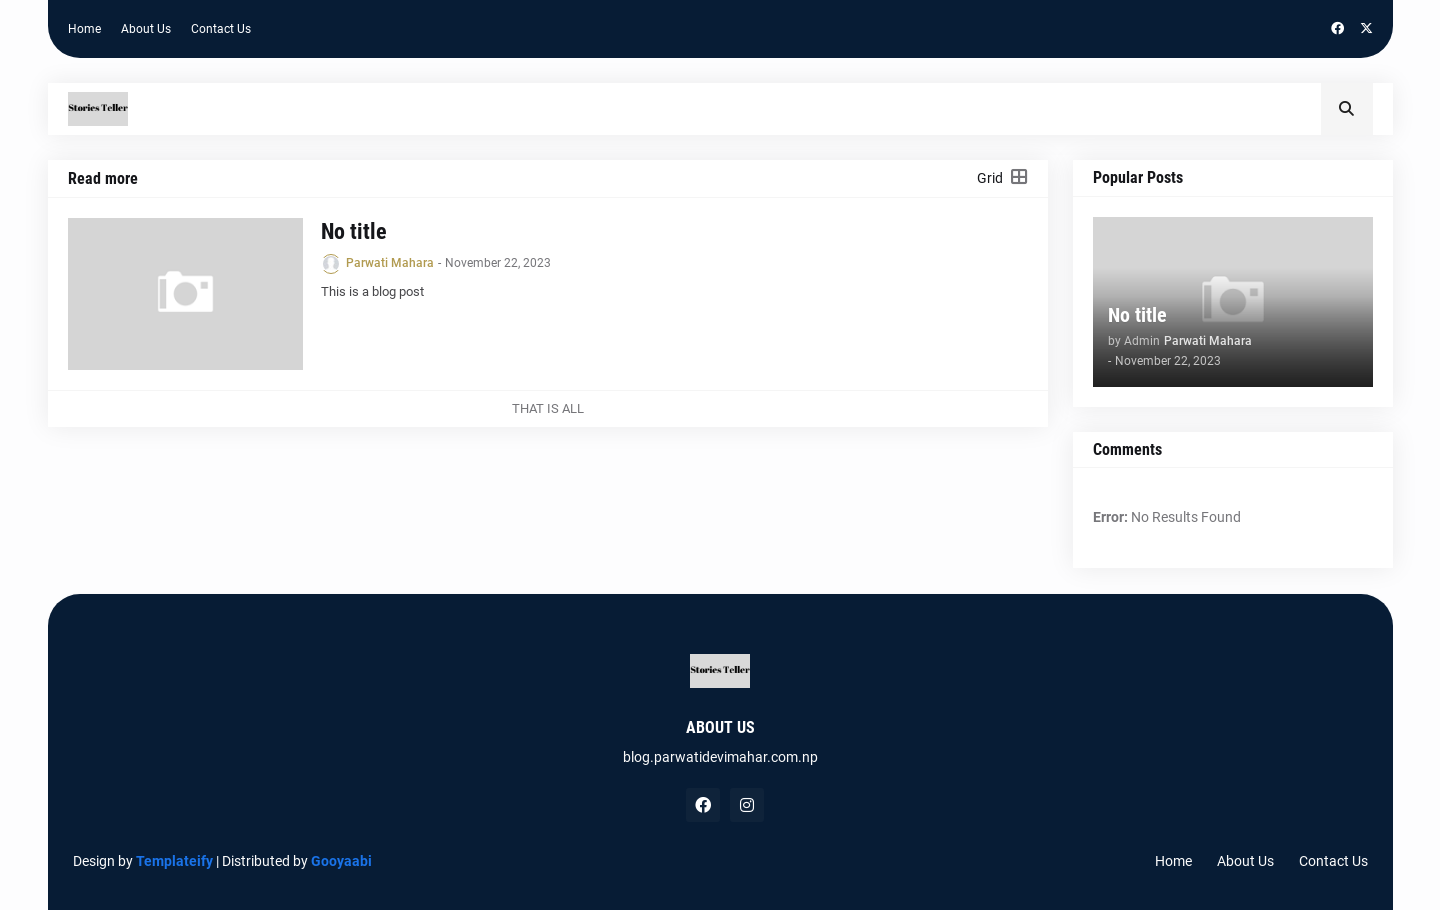 Home About Us Contact Us
Stories Teller
Read more Grid
No title
Parwati Mahara - November 22, 2023
This is a blog post
THAT IS ALL
Popular Posts
No title
by Admin Parwati Mahara
- November 22, 2023
Comments
Error: No Results Found
Stories Teller
ABOUT US
blog.parwatidevimahar.com.np
Design by Templateify | Distributed by Gooyaabi
Home About Us Contact Us